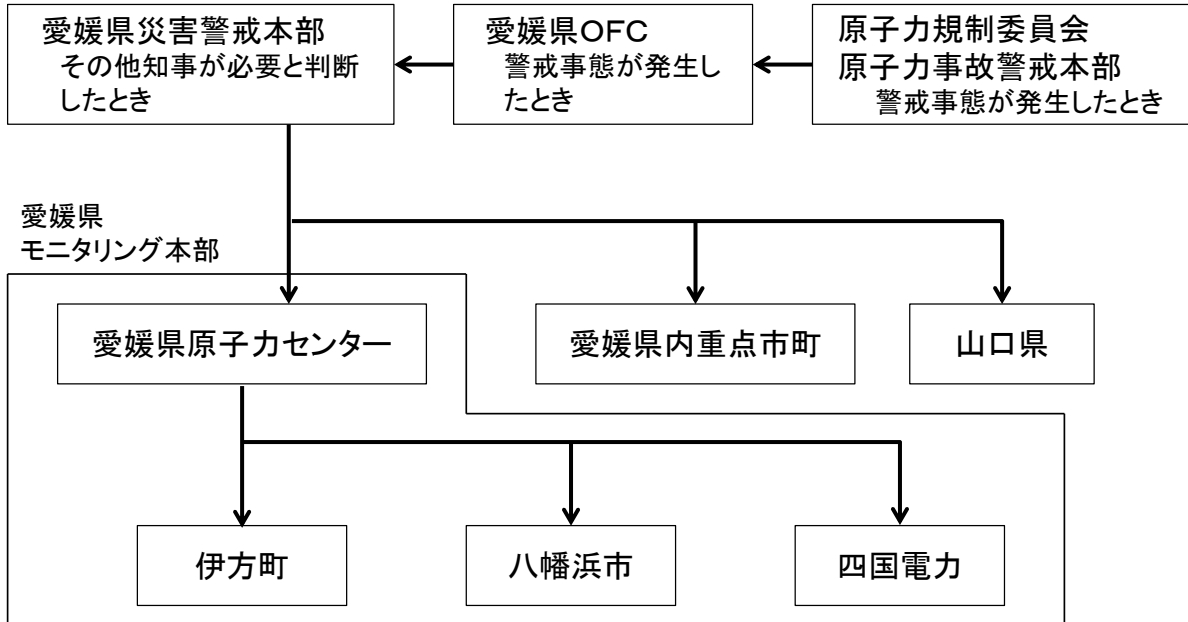 愛媛県災害警戒本部
その他知事が必要と判断
したとき
愛媛県OFC
警戒事態が発生し
たとき
原子力規制委員会
原子力事故警戒本部
警戒事態が発生したとき
愛媛県
モニタリング本部
愛媛県原子力センター
愛媛県内重点市町
山口県
伊方町
八幡浜市
四国電力